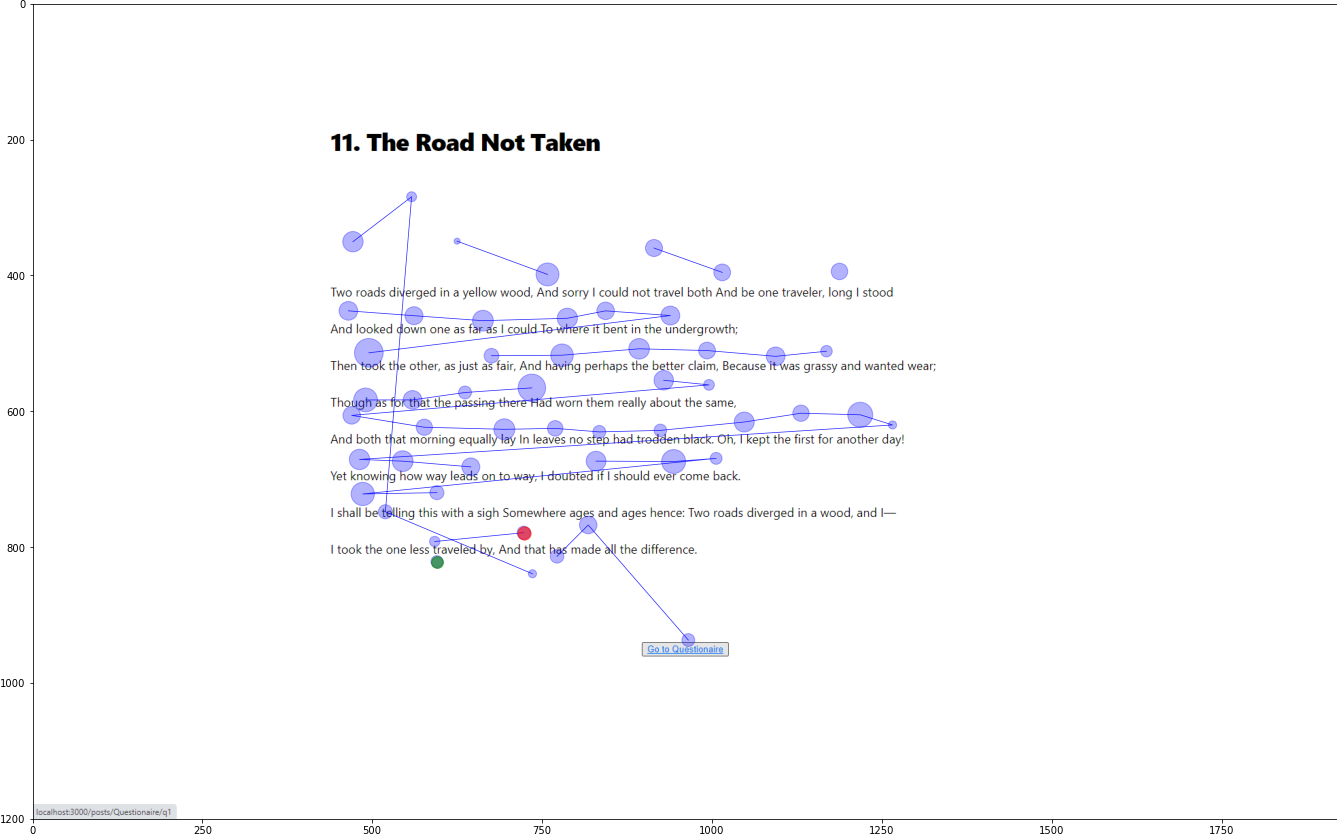 0
200
11. The Road Not Taken
400
Two roads diverged in a yellow wood, And sorry I could not travel both And be one traveler, long I stood
And looked down one as far as I could To where it bent in the undergrowth;
Then took the other, as just as fair, And having perhaps the better claim, Because it was grassy and wanted wear;
600
Though as for that the passing there Had worn them really about the same,
And both that morning equally lay In leaves no step had trodden black. Oh, I kept the first for another day!
Yet knowing how way leads on to way, I doubted if I should ever come back.
I shall be telling this with a sigh Somewhere ages and ages hence: Two roads diverged in a wood, and I—
800
I took the one less traveled by, And that has made all the difference.
Go to Questionaire
1000
localhost:3000/posts/Questionaire/q1
1200
0 250 500 750 1000 1250 1500 1750